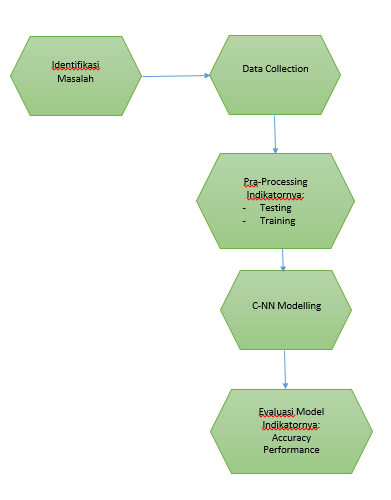 Identifikasi
Masalah
Data Collection
Pra-Processing
Indikatornya:
- Testing
- Training
C-NN Modelling
Evaluasi Model
Indikatornya:
Accuracy
Performance